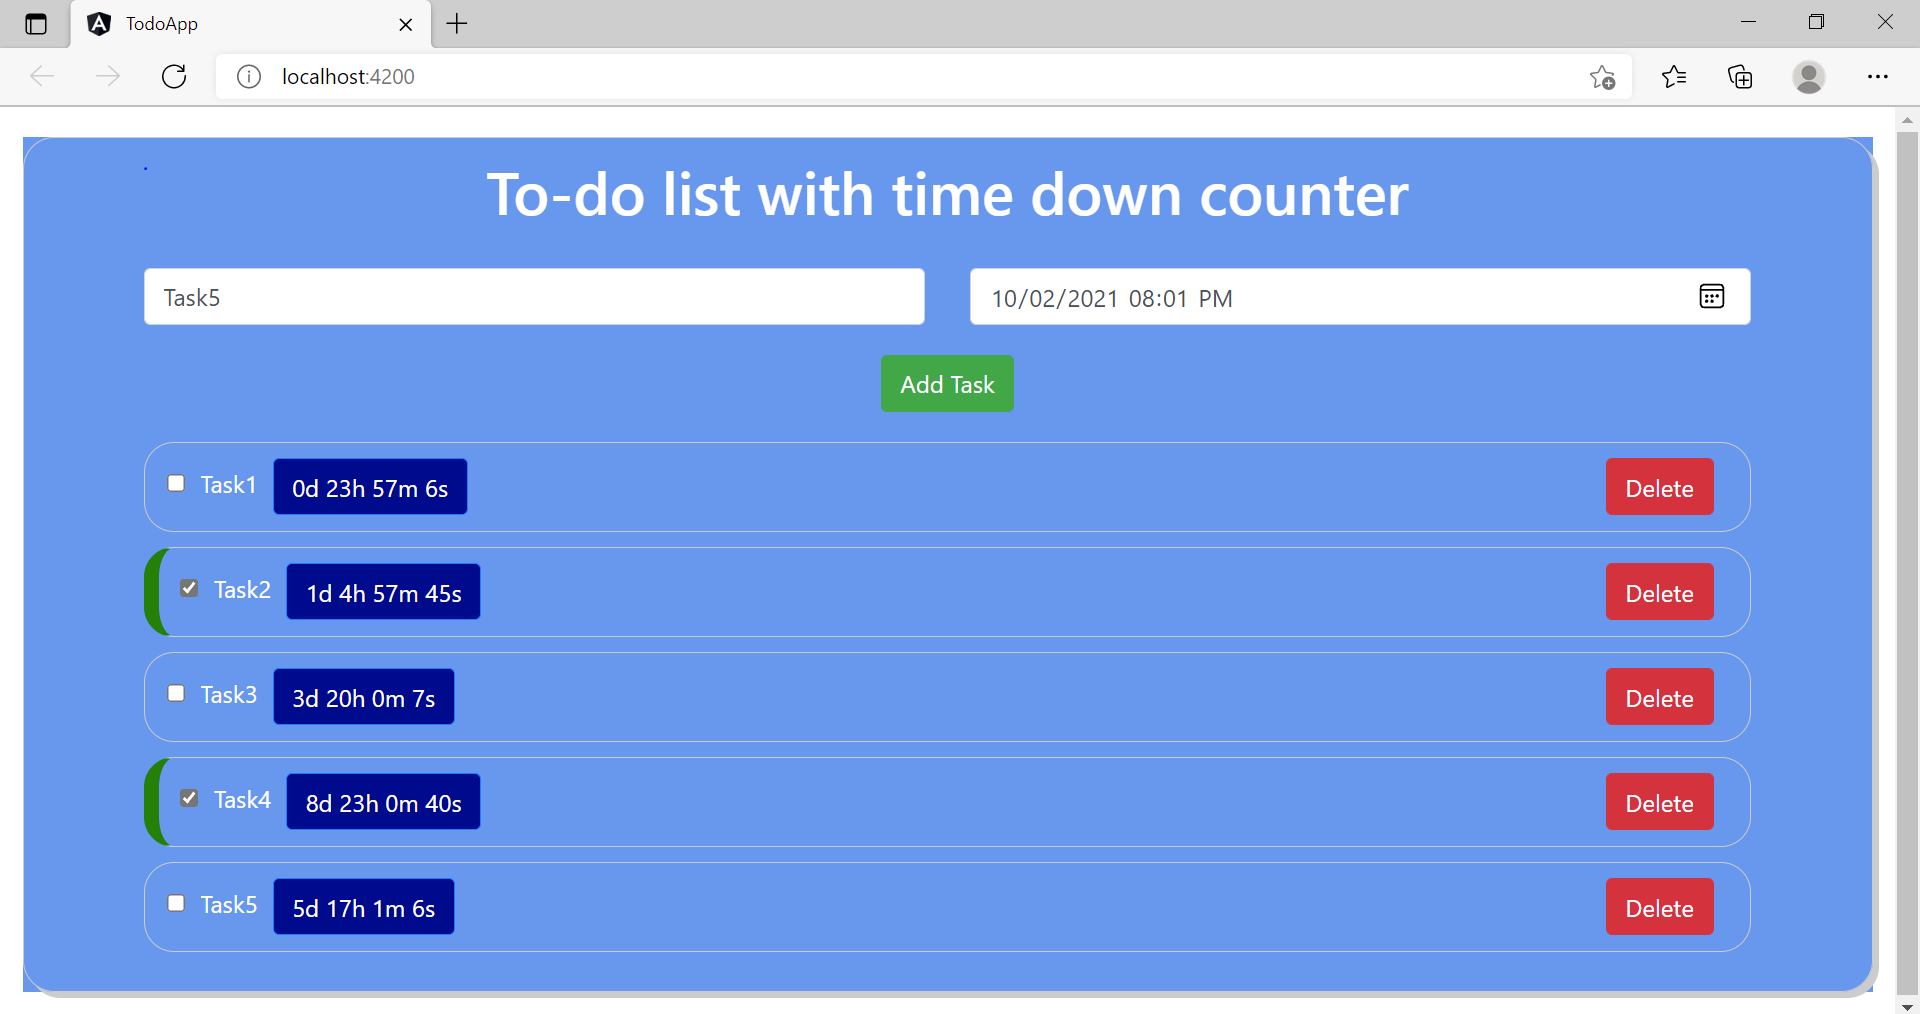 TodoApp
localhost:4200
To-do list with time down counter
Task5 10/02/2021 08:01 PM
Add Task
Task1 0d 23h 57m 6s Delete
Task2 1d 4h 57m 45s Delete
Task3 3d 20h 0m 7s Delete
Task4 8d 23h 0m 40s Delete
Task5 5d 17h 1m 6s Delete